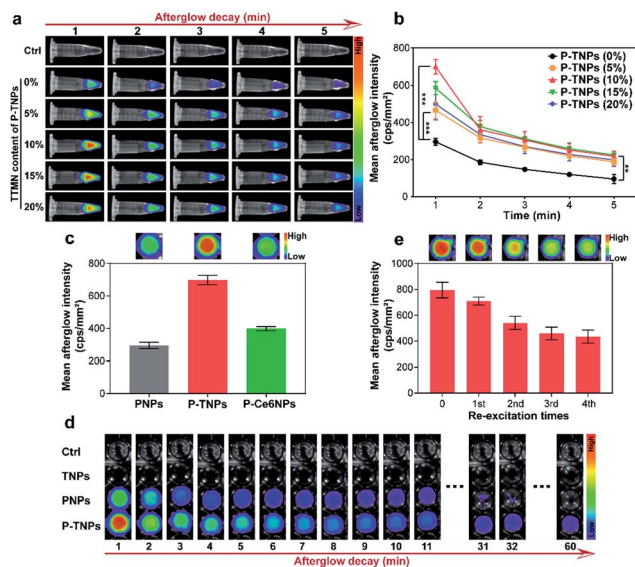 a
Afterglow decay (min)
1 2 3 4 5
Ctrl
0%
5%
10%
15%
20%
TTMN content of P-TNPs
High
Low
b
Mean afterglow intensity
(cps/mm²)
800
600
400
200
0
1 2 3 4 5
Time (min)
P-TNPs (0%)
P-TNPs (5%)
P-TNPs (10%)
P-TNPs (15%)
P-TNPs (20%)
***
***
**
c
High
Low
Mean afterglow intensity
(cps/mm²)
800
600
400
200
0
PNPs P-TNPs P-Ce6NPs
e
High
Low
Mean afterglow intensity
(cps/mm²)
1000
800
600
400
200
0
0 1st 2nd 3rd 4th
Re-excitation times
d
Ctrl
TNPs
PNPs
P-TNPs
High
Low
1 2 3 4 5 6 7 8 9 10 11 31 32 60
Afterglow decay (min)